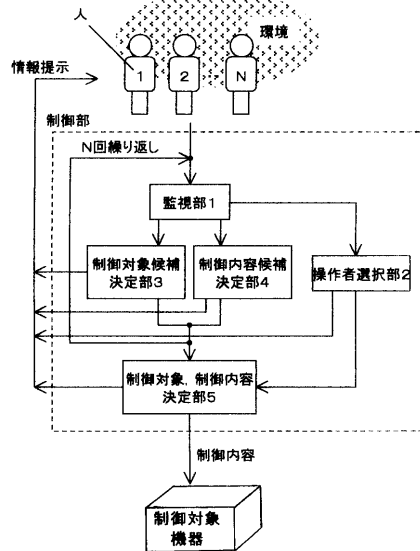 人
環境
1
2
N
情報提示
制御部
N回繰り返し
監視部1
制御対象候補
決定部3
制御内容候補
決定部4
操作者選択部2
制御対象,制御内容
決定部5
制御内容
制御対象
機器